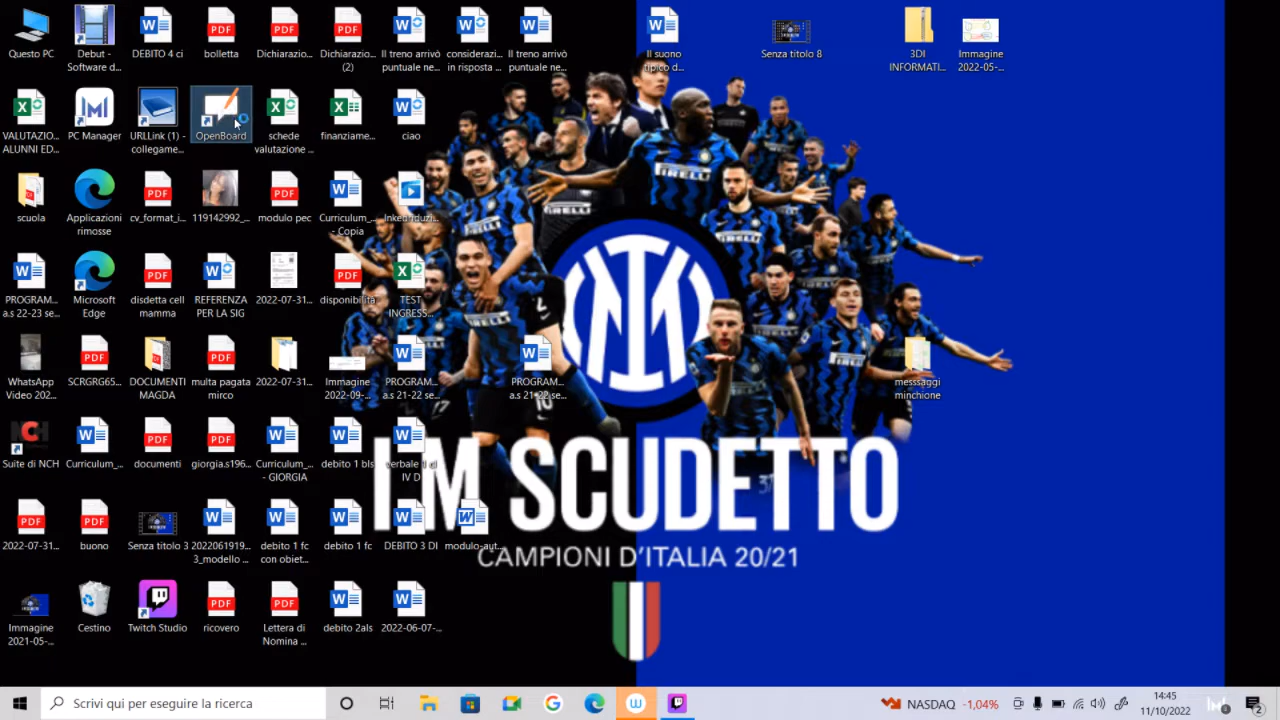 Questo PC
Debut -
Software d...
DEBITO 4 ci
bolletta
Dichiarazio...
Dichiarazio...
(2)
Il treno arrivò
puntuale ne...
considerazi...
in risposta ...
Il treno arrivò
puntuale ne...
Il suono
tipico d...
Senza titolo 8
3DI
INFORMATI...
Immagine
2022-05-...
VALUTAZIO...
ALUNNI ED...
PC Manager
URLLink (1) -
collegame...
OpenBoard
schede
valutazione ...
finanziame...
ciao
scuola
Applicazioni
rimosse
cv_format_i...
119142992_...
modulo pec
Curriculum_...
- Copia
Inkedriduzi...
PROGRAM...
a.s 22-23 se...
Microsoft
Edge
disdetta cell
mamma
REFERENZA
PER LA SIG
2022-07-31...
disponibilità
TEST
INGRESS...
WhatsApp
Video 202...
SCRGRG65...
DOCUMENTI
MAGDA
multa pagata
mirco
2022-07-31...
Immagine
2022-09-...
PROGRAM...
a.s 21-22 se...
PROGRAM...
a.s 21-22 se...
messsaggi
minchione
Suite di NCH
Curriculum_...
documenti
giorgia.s196...
Curriculum_...
- GIORGIA
debito 1 bls
verbale 1 cl
IV D
2022-07-31...
buono
Senza titolo 3
2022061919...
3_modello ...
debito 1 fc
con obiet...
debito 1 fc
DEBITO 3 DI
modulo-aut...
Immagine
2021-05-...
Cestino
Twitch Studio
ricovero
Lettera di
Nomina ...
debito 2als
2022-06-07-...
I M SCUDETTO
CAMPIONI D'ITALIA 20/21
Scrivi qui per eseguire la ricerca
NASDAQ -1,04%
14:45
11/10/2022